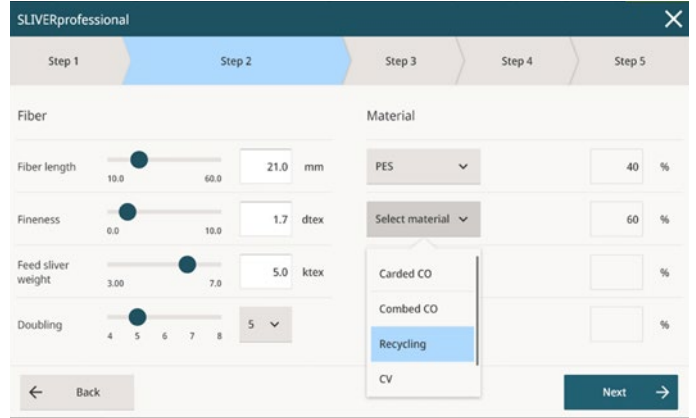 SLIVERprofessional
Step 1 Step 2 Step 3 Step 4 Step 5
Fiber
Fiber length 10.0 60.0 21.0 mm
Fineness 0.0 10.0 1.7 dtex
Feed sliver weight 3.00 7.0 5.0 ktex
Doubling 4 5 6 7 8 5
Material
PES 40 %
Select material 60 %
%
%
Carded CO
Combed CO
Recycling
CV
Back
Next